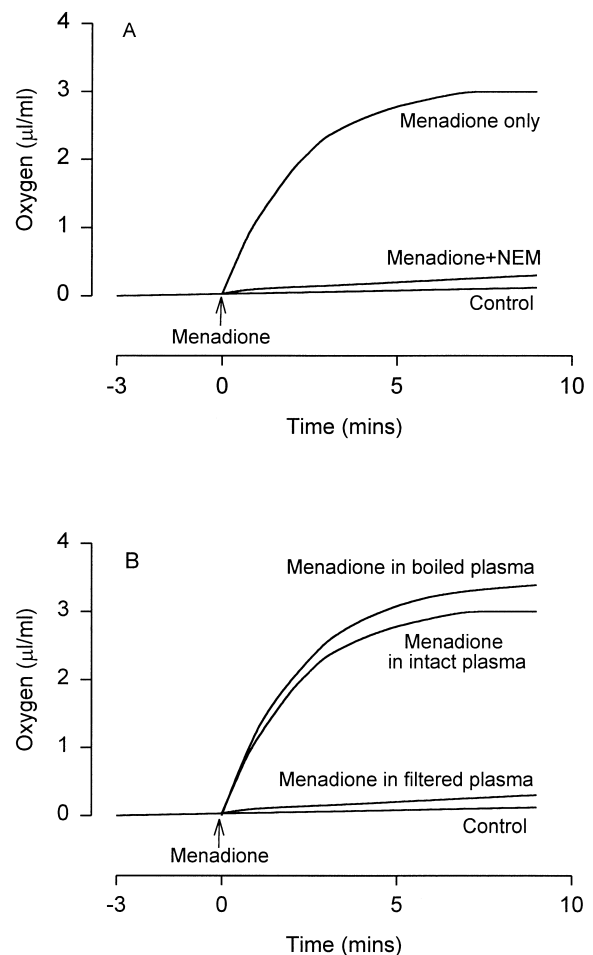 4
A
3
Menadione only
2
Oxygen (µl/ml)
1
Menadione+NEM
0
Control
Menadione
-3 0 5 10
Time (mins)
4
B
Menadione in boiled plasma
3
Menadione
in intact plasma
2
Oxygen (µl/ml)
1
Menadione in filtered plasma
0
Control
Menadione
-3 0 5 10
Time (mins)